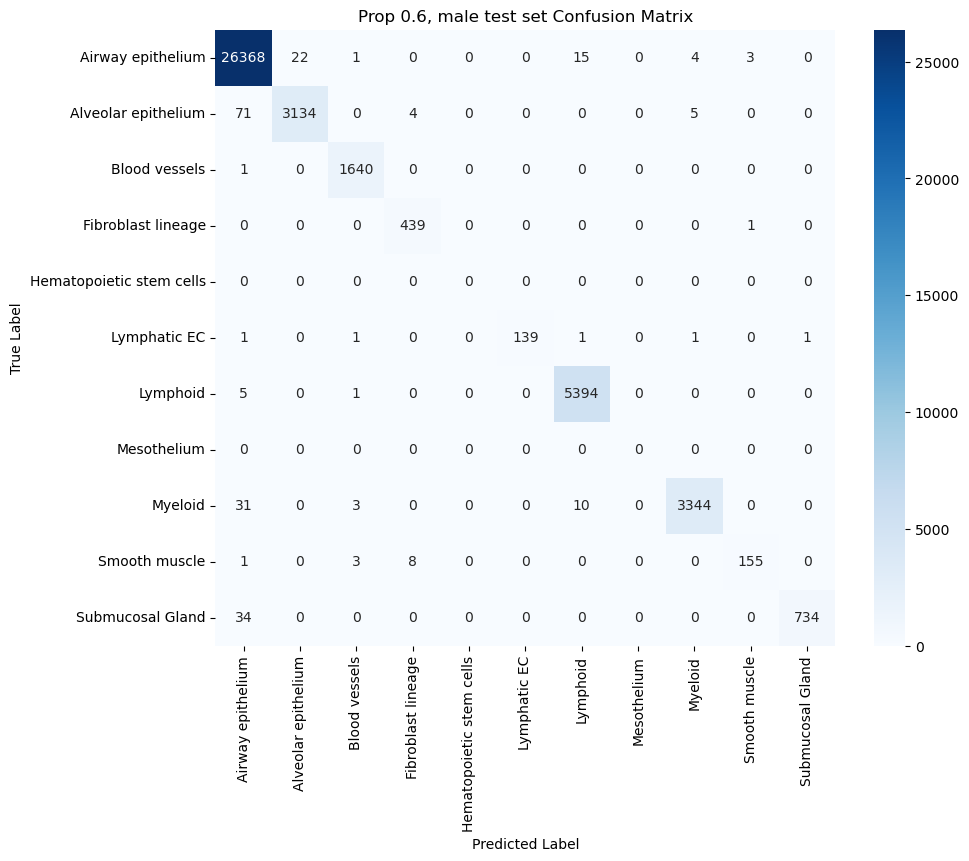 Prop 0.6, male test set Confusion Matrix
Airway epithelium 26368 22 1 0 0 0 15 0 4 3 0
Alveolar epithelium 71 3134 0 4 0 0 0 0 5 0 0
Blood vessels 1 0 1640 0 0 0 0 0 0 0 0
Fibroblast lineage 0 0 0 439 0 0 0 0 0 1 0
Hematopoietic stem cells 0 0 0 0 0 0 0 0 0 0 0
Lymphatic EC 1 0 1 0 0 139 1 0 1 0 1
Lymphoid 5 0 1 0 0 0 5394 0 0 0 0
Mesothelium 0 0 0 0 0 0 0 0 0 0 0
Myeloid 31 0 3 0 0 0 10 0 3344 0 0
Smooth muscle 1 0 3 8 0 0 0 0 0 155 0
Submucosal Gland 34 0 0 0 0 0 0 0 0 0 734
True Label
Airway epithelium
Alveolar epithelium
Blood vessels
Fibroblast lineage
Hematopoietic stem cells
Lymphatic EC
Lymphoid
Mesothelium
Myeloid
Smooth muscle
Submucosal Gland
Predicted Label
25000
20000
15000
10000
5000
0